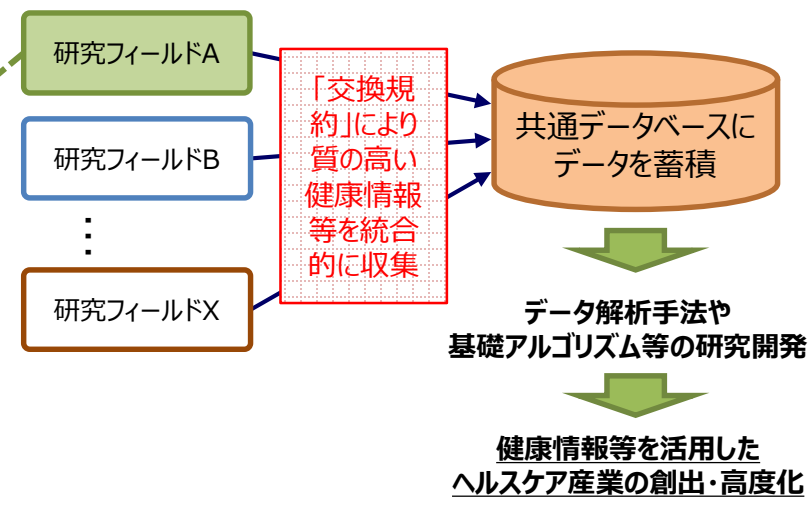 研究フィールドA
研究フィールドB
⋮
研究フィールドX
「交換規
約」により
質の高い
健康情報
等を統合
的に収集
共通データベースに
データを蓄積
データ解析手法や
基礎アルゴリズム等の研究開発
健康情報等を活用した
ヘルスケア産業の創出・高度化